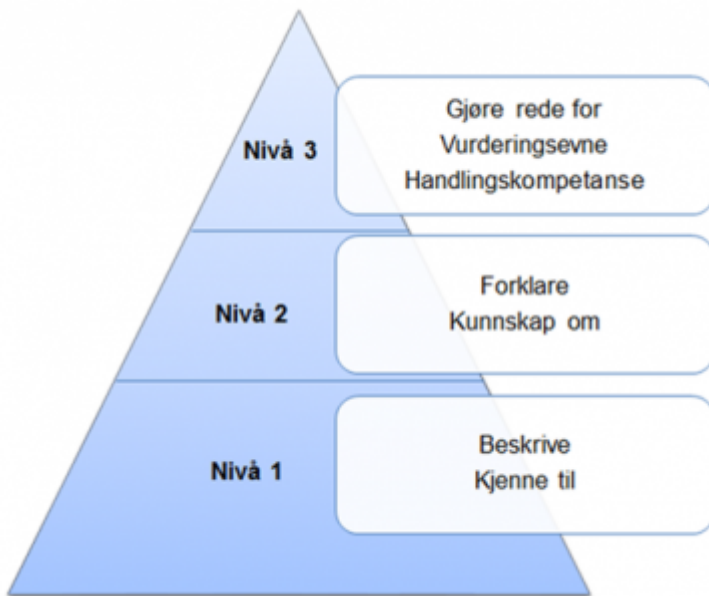 Nivå 3
Gjøre rede for
Vurderingsevne
Handlingskompetanse
Nivå 2
Forklare
Kunnskap om
Nivå 1
Beskrive
Kjenne til